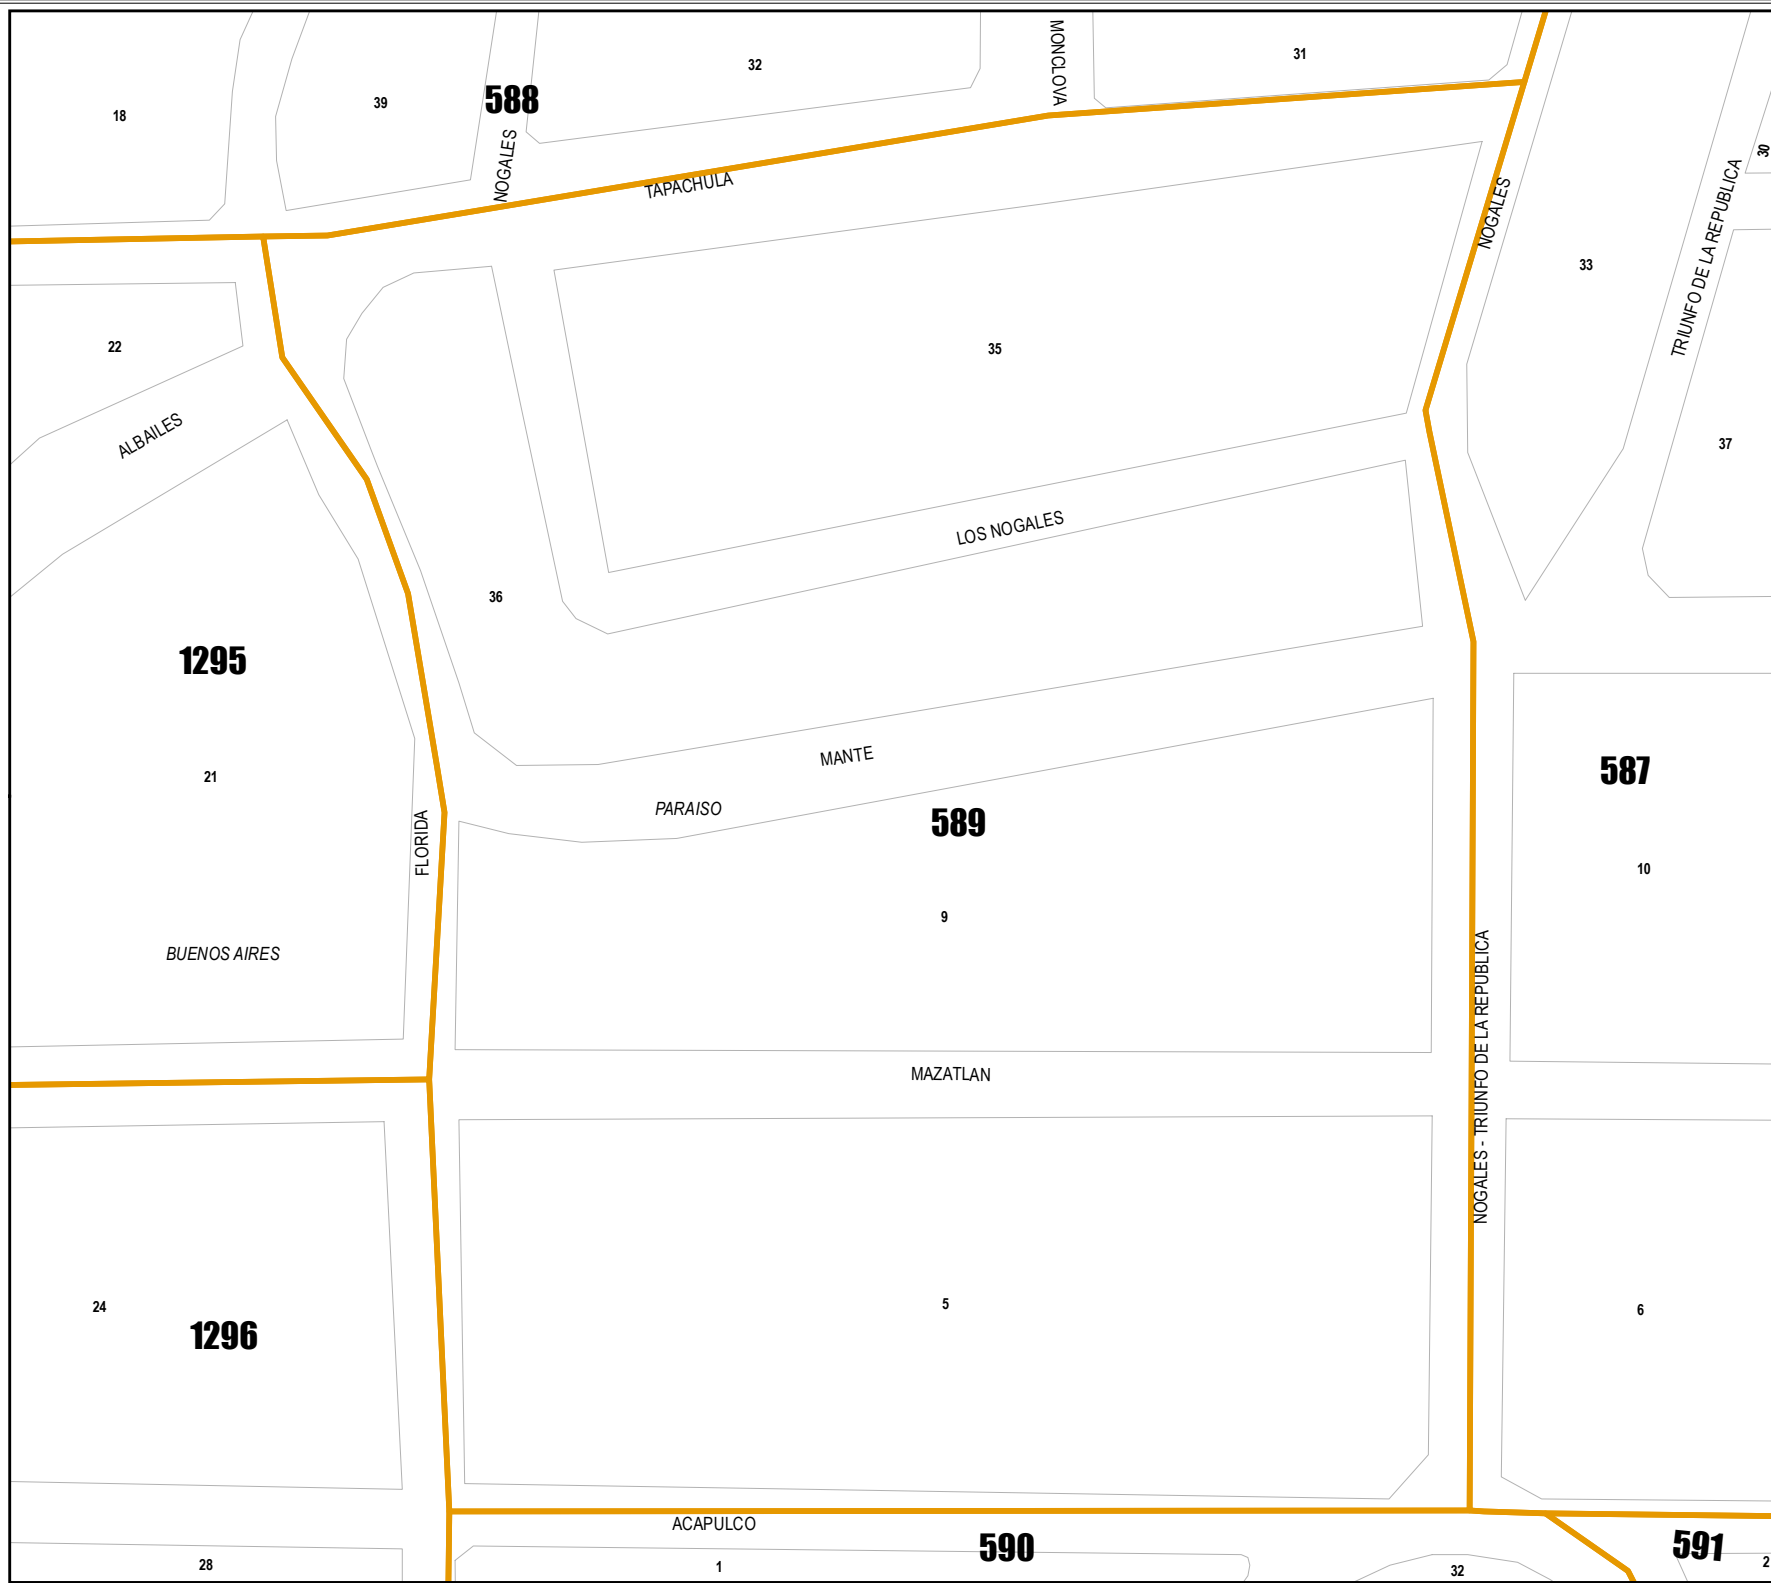 MONCLOVA
31
32
588
39
18
NOGALES
30
TAPACHULA
NOGALES
TRIUNFO DE LA REPUBLICA
33
22
35
ALBAILES
37
LOS NOGALES
36
1295
MANTE
587
21
PARAISO
589
FLORIDA
10
9
BUENOS AIRES
MAZATLAN
NOGALES - TRIUNFO DE LA REPUBLICA
24
5
6
1296
ACAPULCO
590
591
28
1
32
2